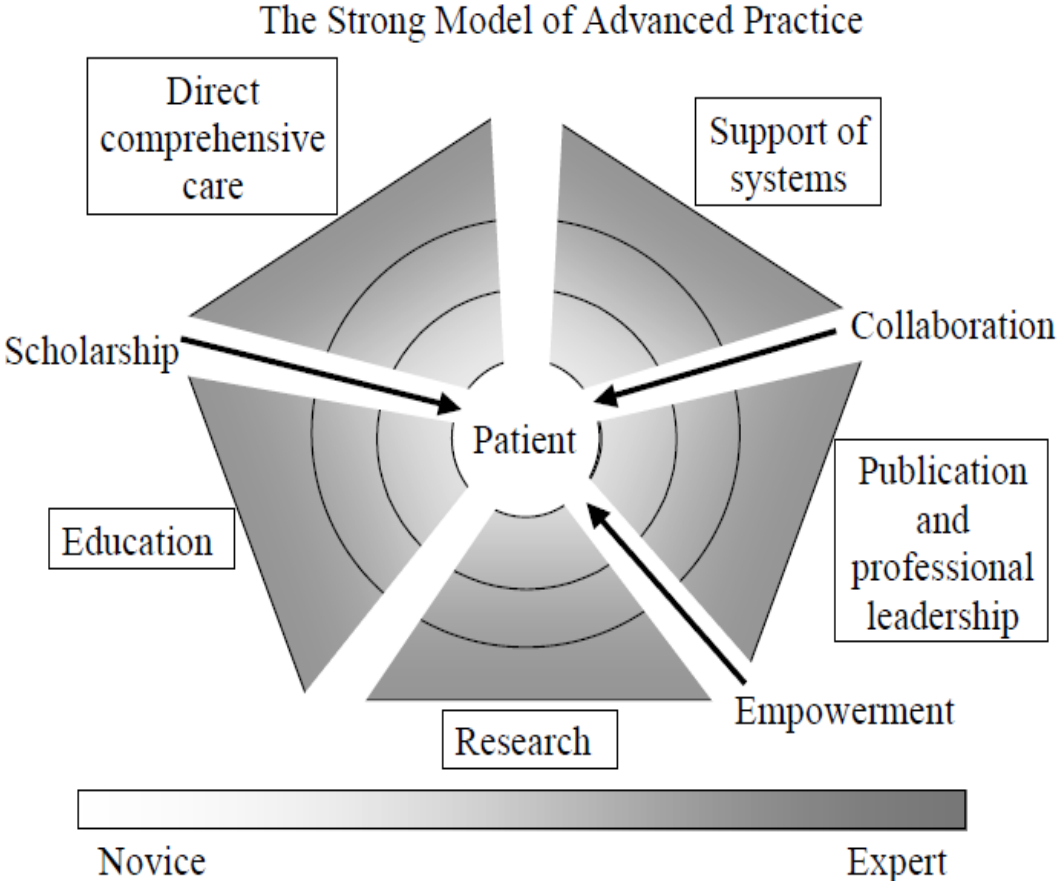 The Strong Model of Advanced Practice
Direct
comprehensive
care
Support of
systems
Scholarship
Collaboration
Patient
Education
Publication
and
professional
leadership
Research
Empowerment
Novice
Expert